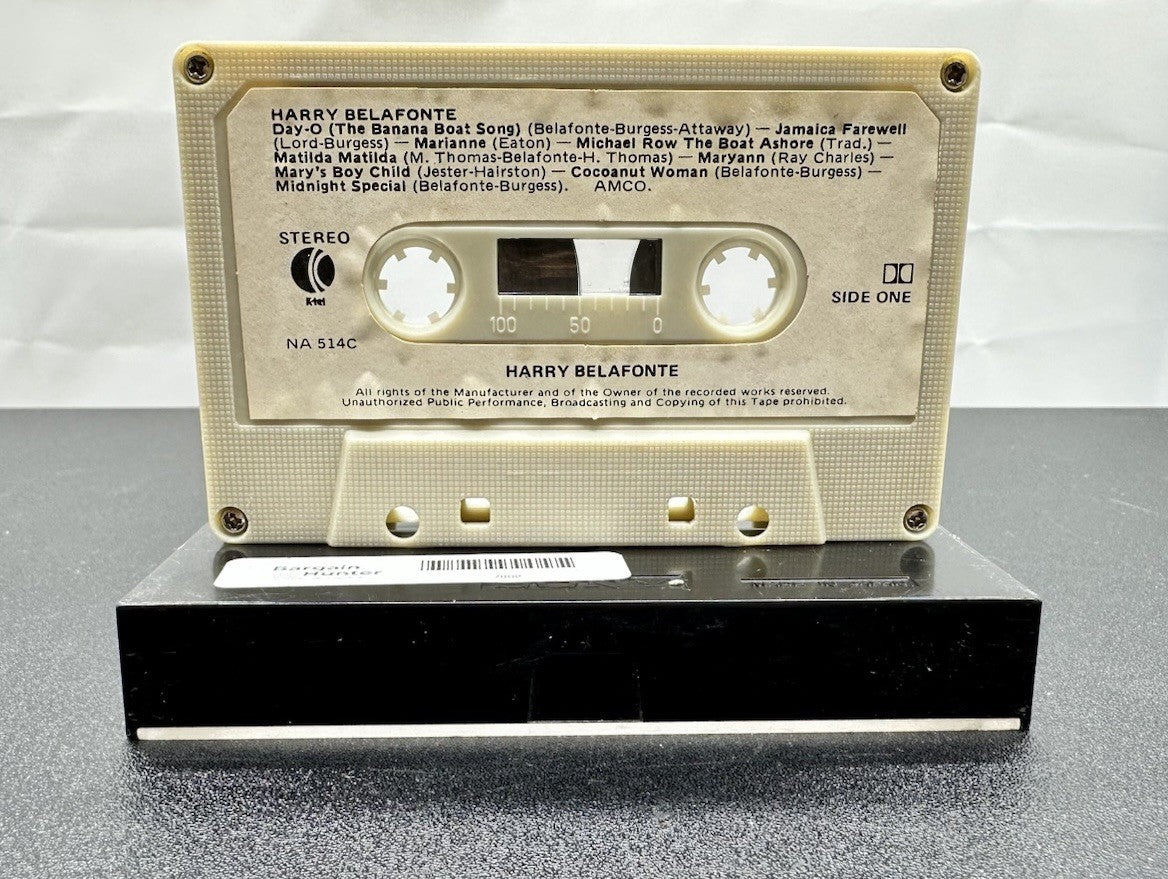 HARRY BELAFONTE
Day-O (The Banana Boat Song) (Belafonte-Burgess-Attaway) — Jamaica Farewell
(Lord-Burgess) — Marianne (Eaton) — Michael Row The Boat Ashore (Trad.) —
Matilda Matilda (M. Thomas-Belafonte-H. Thomas) — Maryann (Ray Charles) —
Mary's Boy Child (Jester-Hairston) — Cocoanut Woman (Belafonte-Burgess) —
Midnight Special (Belafonte-Burgess). AMCO.
STEREO
K-tel
SIDE ONE
100 50 0
NA 514C
HARRY BELAFONTE
All rights of the Manufacturer and of the Owner of the recorded works reserved.
Unauthorized Public Performance, Broadcasting and Copying of this Tape prohibited.
Bargain
Hunter